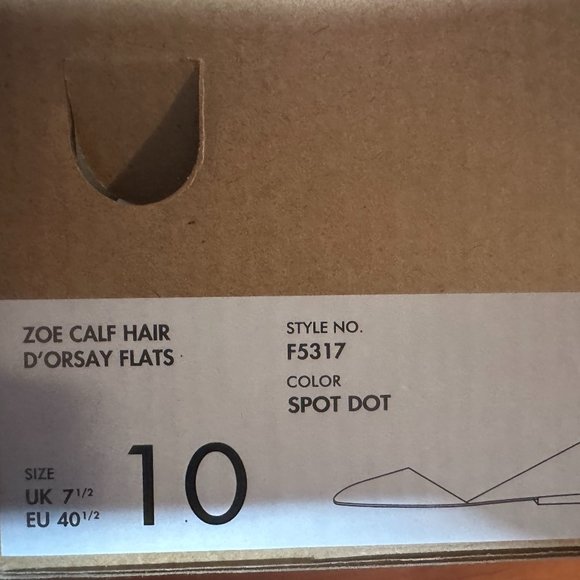 ZOE CALF HAIR
D'ORSAY FLATS
STYLE NO.
F5317
COLOR
SPOT DOT
SIZE
UK 7 1/2
EU 40 1/2
10